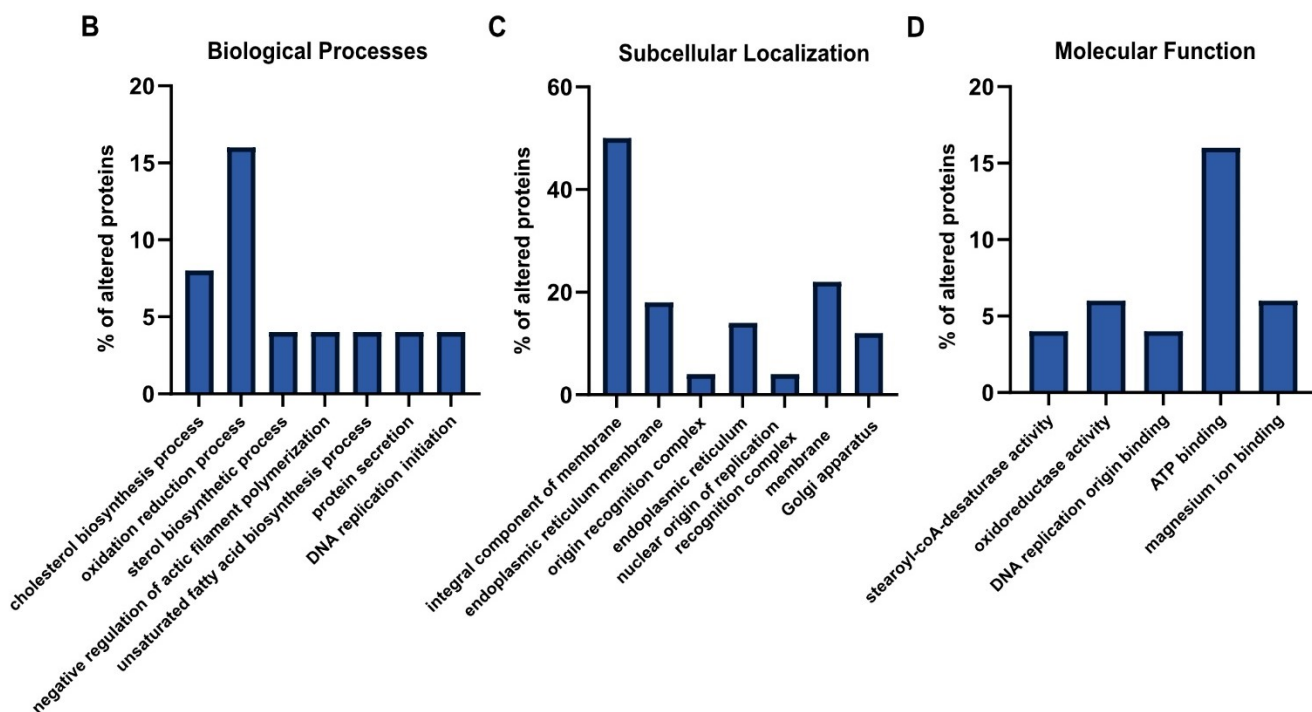 B
Biological Processes
% of altered proteins
20
15
10
5
0
cholesterol biosynthesis process
oxidation reduction process
sterol biosynthetic process
negative regulation of actic filament polymerization
unsaturated fatty acid biosynthesis process
protein secretion
DNA replication initiation
C
Subcellular Localization
% of altered proteins
60
40
20
0
integral component of membrane
endoplasmic reticulum membrane
origin recognition complex
endoplasmic reticulum
nuclear origin of replication
recognition complex
membrane
Golgi apparatus
D
Molecular Function
% of altered proteins
20
15
10
5
0
stearoyl-coA-desaturase activity
oxidoreductase activity
DNA replication origin binding
ATP binding
magnesium ion binding